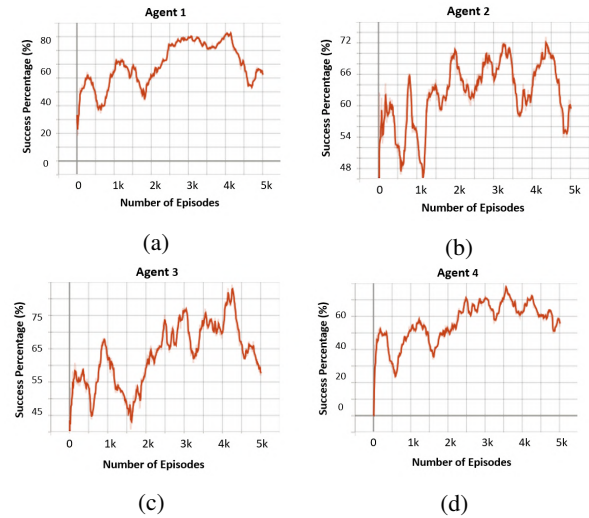 Agent 1
Success Percentage (%)
80
60
40
20
0
0 1k 2k 3k 4k 5k
Number of Episodes
(a)
Agent 2
Success Percentage (%)
72
66
60
54
48
0 1k 2k 3k 4k 5k
Number of Episodes
(b)
Agent 3
Success Percentage (%)
75
65
55
45
0 1k 2k 3k 4k 5k
Number of Episodes
(c)
Agent 4
Success Percentage (%)
60
40
20
0
0 1k 2k 3k 4k 5k
Number of Episodes
(d)